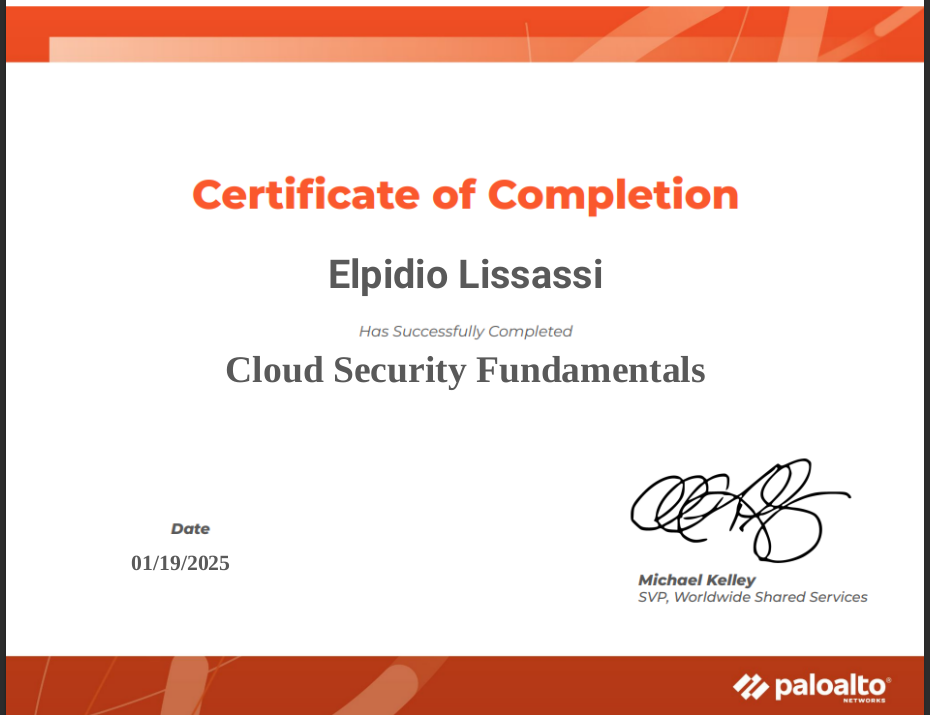 Certificate of Completion
Elpidio Lissassi
Has Successfully Completed
Cloud Security Fundamentals
Date
01/19/2025
Michael Kelley
SVP, Worldwide Shared Services
paloalto®
NETWORKS